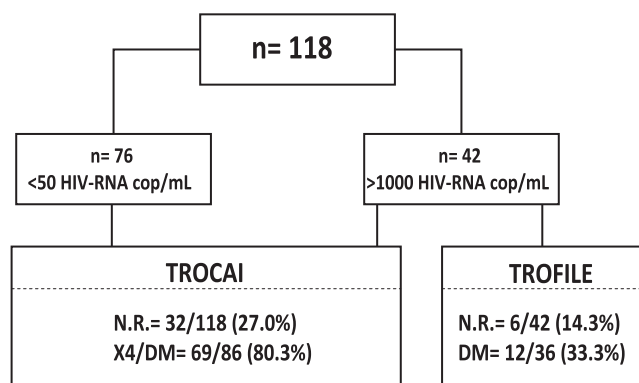 n= 118
n= 76
<50 HIV-RNA cop/mL
n= 42
>1000 HIV-RNA cop/mL
TROCAI
N.R.= 32/118 (27.0%)
X4/DM= 69/86 (80.3%)
TROFILE
N.R.= 6/42 (14.3%)
DM= 12/36 (33.3%)